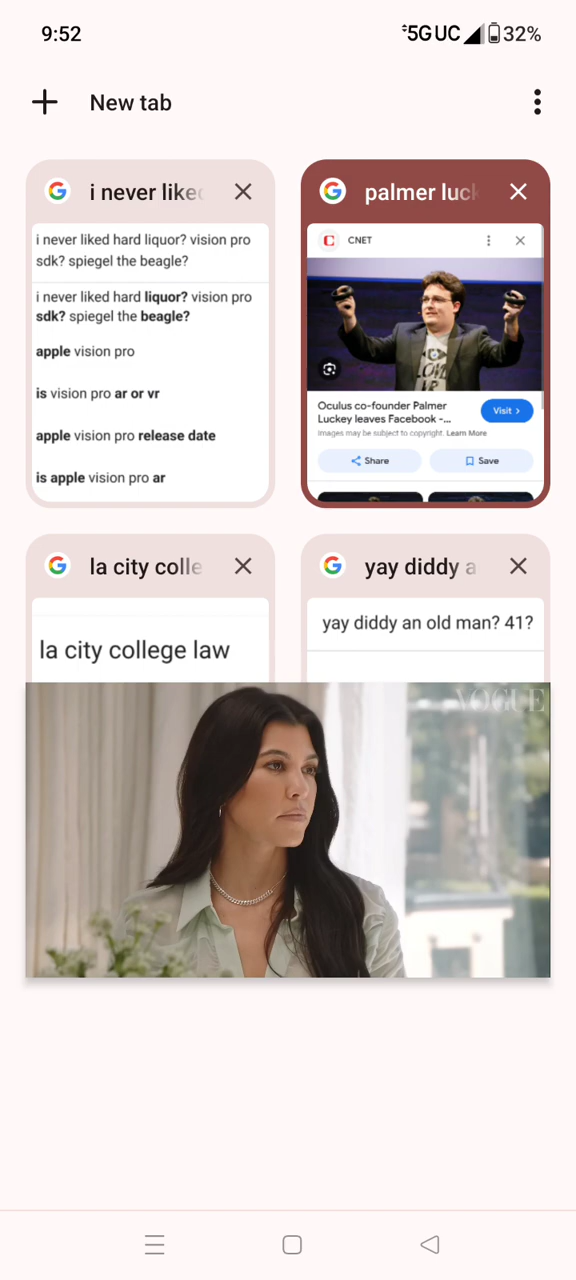 9:52
5G UC 32%
New tab
i never liked
i never liked hard liquor? vision pro
sdk? spiegel the beagle?
i never liked hard liquor? vision pro
sdk? spiegel the beagle?
apple vision pro
is vision pro ar or vr
apple vision pro release date
is apple vision pro ar
palmer luck
CNET
Oculus co-founder Palmer
Luckey leaves Facebook -...
Visit >
Images may be subject to copyright. Learn More
Share
Save
la city colle
la city college law
yay diddy a
yay diddy an old man? 41?
VOGUE